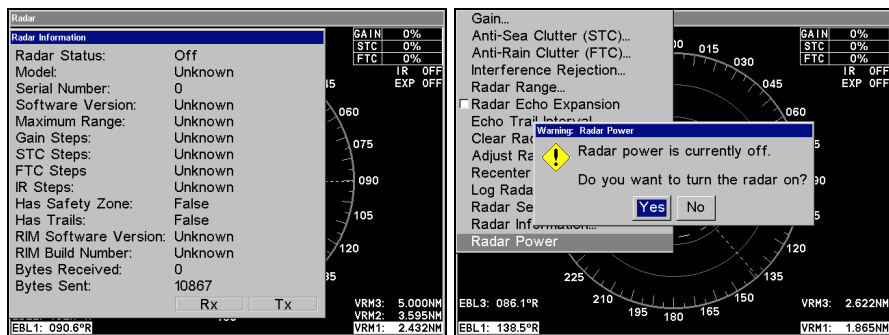 Radar
Radar Information
Radar Status: Off
Model: Unknown
Serial Number: 0
Software Version: Unknown
Maximum Range: Unknown
Gain Steps: Unknown
STC Steps: Unknown
FTC Steps Unknown
IR Steps: Unknown
Has Safety Zone: False
Has Trails: False
RIM Software Version: Unknown
RIM Build Number: Unknown
Bytes Received: 0
Bytes Sent: 10867
Rx Tx
GAIN 0%
STC 0%
FTC 0%
IR OFF
EXP OFF
060
075
090
105
120
VRM3: 5.000NM
VRM2: 3.595NM
EBL1: 090.6°R
VRM1: 2.432NM
Gain...
Anti-Sea Clutter (STC)...
Anti-Rain Clutter (FTC)...
Interference Rejection...
Radar Range...
Radar Echo Expansion
Echo Trail Interval
Clear Rad
Adjust Ra
Recenter
Log Rada
Radar Se
Radar Information...
Radar Power
Warning: Radar Power
Radar power is currently off.
Do you want to turn the radar on?
Yes No
GAIN 0%
STC 0%
FTC 0%
IR OFF
EXP OFF
015
030
045
060
120
135
150
165
180
195
210
225
EBL3: 086.1°R
VRM3: 2.622NM
EBL1: 138.5°R
VRM1: 1.865NM